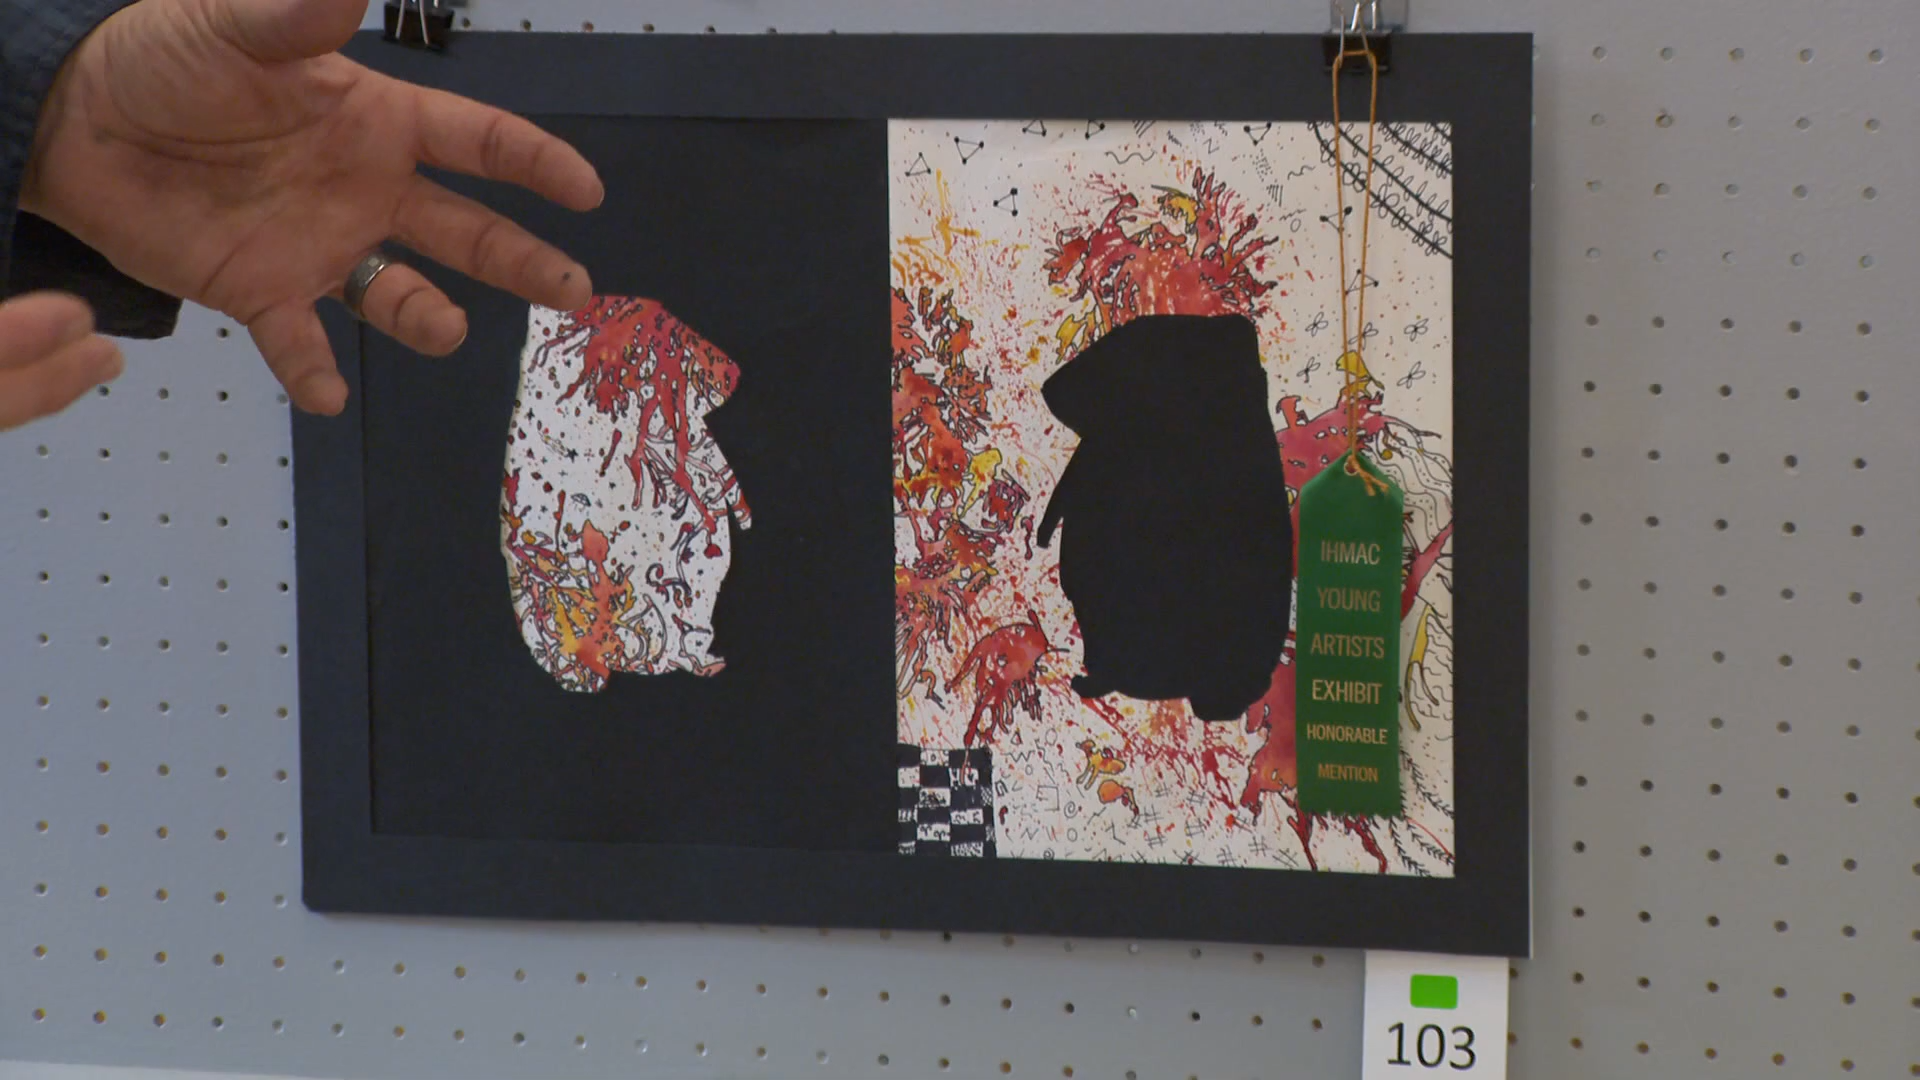 IHMAC
YOUNG
ARTISTS
EXHIBIT
HONORABLE
MENTION
103